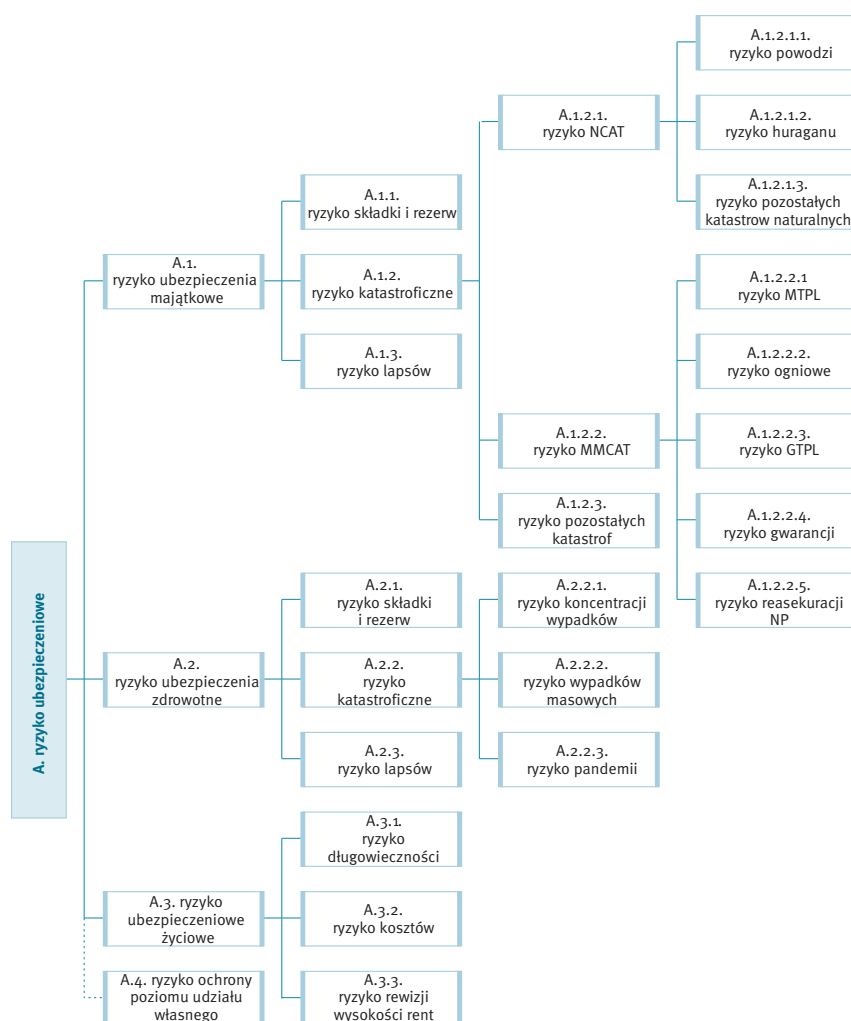 A.1.2.1.1.
ryzyko powodzi
A.1.2.1.
ryzyko NCAT
A.1.2.1.2.
ryzyko huraganu
A.1.2.1.3.
ryzyko pozostałych
katastrow naturalnych
A.1.1.
ryzyko składki i rezerw
A.1.
ryzyko ubezpieczenia
majątkowe
A.1.2.
ryzyko katastroficzne
A.1.3.
ryzyko lapsów
A.1.2.2.1
ryzyko MTPL
A.1.2.2.2.
ryzyko ogniowe
A.1.2.2.
ryzyko MMCAT
A.1.2.2.3.
ryzyko GTPL
A.1.2.3.
ryzyko pozostałych
katastrof
A.1.2.2.4.
ryzyko gwarancji
A.1.2.2.5.
ryzyko reasekuracji
NP
A. ryzyko ubezpieczeniowe
A.2.1.
ryzyko składki
i rezerw
A.2.2.1.
ryzyko koncentracji
wypadków
A.2.
ryzyko ubezpieczenia
zdrowotne
A.2.2.
ryzyko
katastroficzne
A.2.2.2.
ryzyko wypadków
masowych
A.2.3.
ryzyko lapsów
A.2.2.3.
ryzyko pandemii
A.3.1.
ryzyko
długowieczności
A.3. ryzyko
ubezpieczeniowe
życiowe
A.3.2.
ryzyko kosztów
A.4. ryzyko ochrony
poziomu udziału
własnego
A.3.3.
ryzyko rewizji
wysokości rent